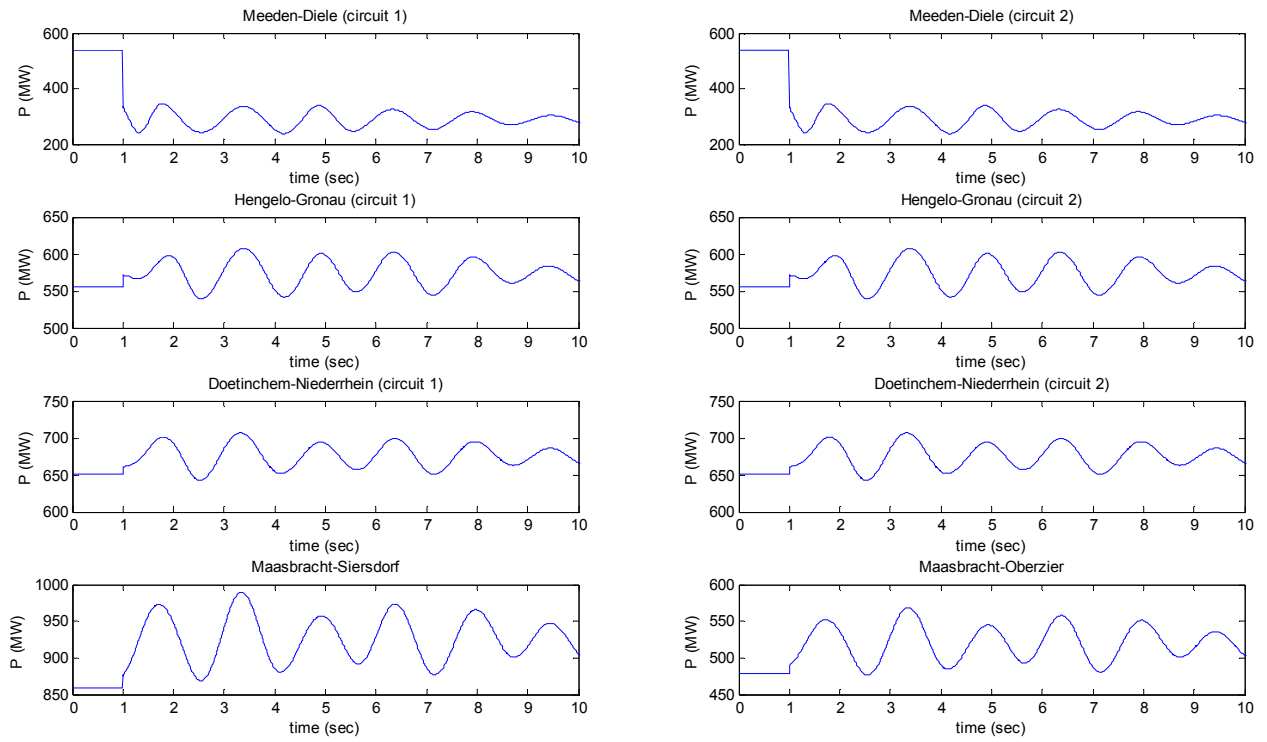 Meeden-Diele (circuit 1)
600
400
200
P (MW)
0 1 2 3 4 5 6 7 8 9 10
time (sec)
Meeden-Diele (circuit 2)
600
400
200
P (MW)
0 1 2 3 4 5 6 7 8 9 10
time (sec)
Hengelo-Gronau (circuit 1)
650
600
550
500
P (MW)
0 1 2 3 4 5 6 7 8 9 10
time (sec)
Hengelo-Gronau (circuit 2)
650
600
550
500
P (MW)
0 1 2 3 4 5 6 7 8 9 10
time (sec)
Doetinchem-Niederrhein (circuit 1)
750
700
650
600
P (MW)
0 1 2 3 4 5 6 7 8 9 10
time (sec)
Doetinchem-Niederrhein (circuit 2)
750
700
650
600
P (MW)
0 1 2 3 4 5 6 7 8 9 10
time (sec)
Maasbracht-Siersdorf
1000
950
900
850
P (MW)
0 1 2 3 4 5 6 7 8 9 10
time (sec)
Maasbracht-Oberzier
600
550
500
450
P (MW)
0 1 2 3 4 5 6 7 8 9 10
time (sec)